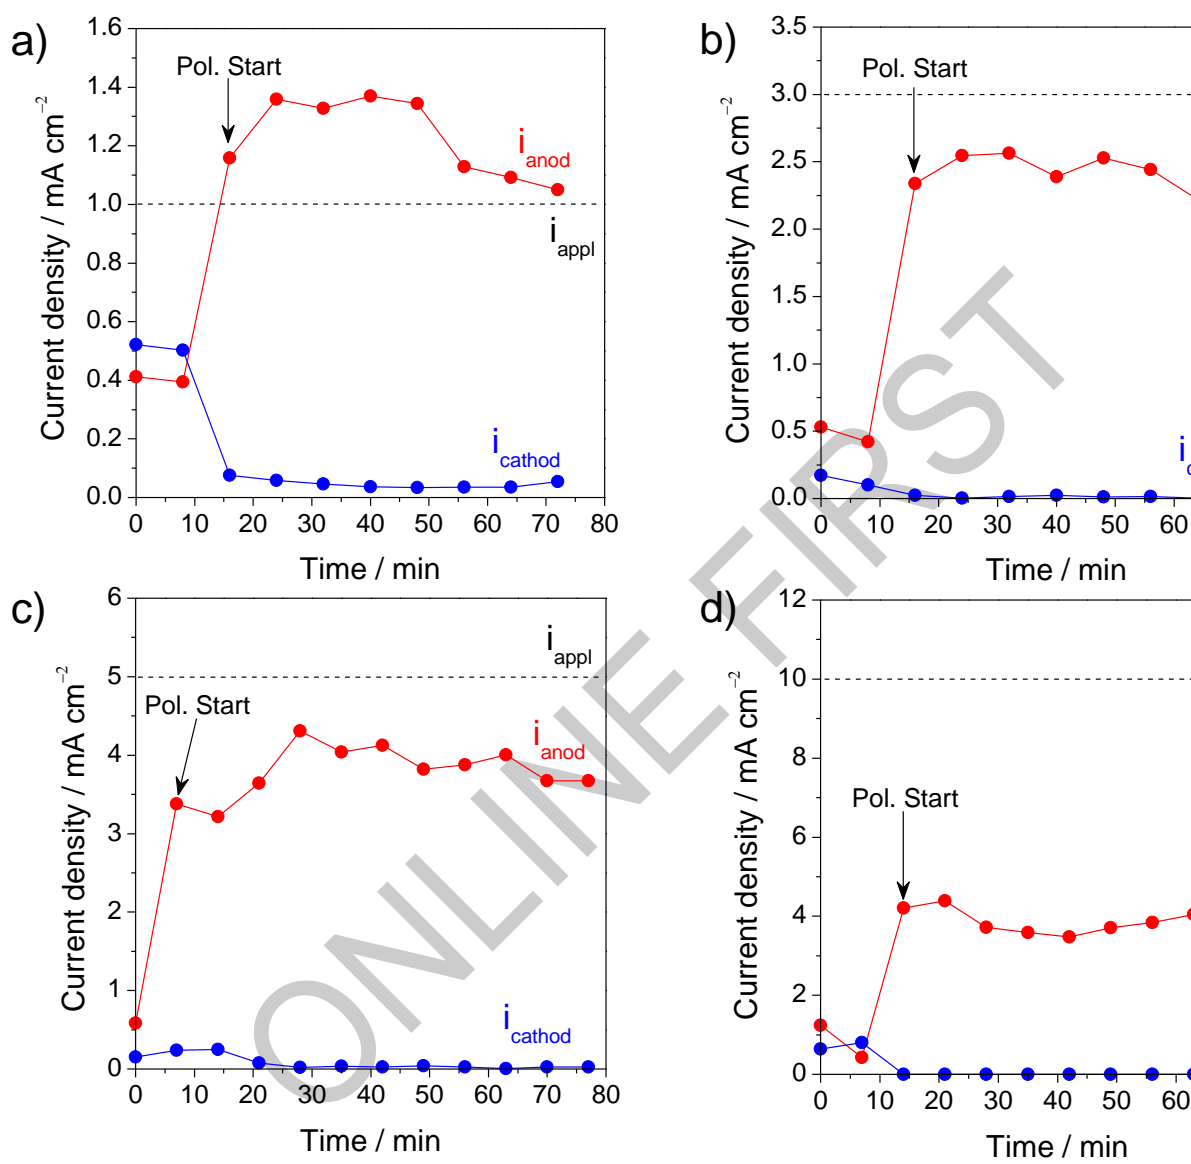 a)
1.6
1.4
1.2
1.0
0.8
0.6
0.4
0.2
0.0
Current density / mA cm⁻²
Pol. Start
i_anod
i_appl
i_cathod
0 10 20 30 40 50 60 70 80
Time / min
b)
3.5
3.0
2.5
2.0
1.5
1.0
0.5
0.0
Current density / mA cm⁻²
Pol. Start
0 10 20 30 40 50 60
Time / min
c)
6
5
4
3
2
1
0
Current density / mA cm⁻²
i_appl
Pol. Start
i_anod
i_cathod
0 10 20 30 40 50 60 70 80
Time / min
d)
12
10
8
6
4
2
0
Current density / mA cm⁻²
Pol. Start
0 10 20 30 40 50 60
Time / min
ONLINE FIRST